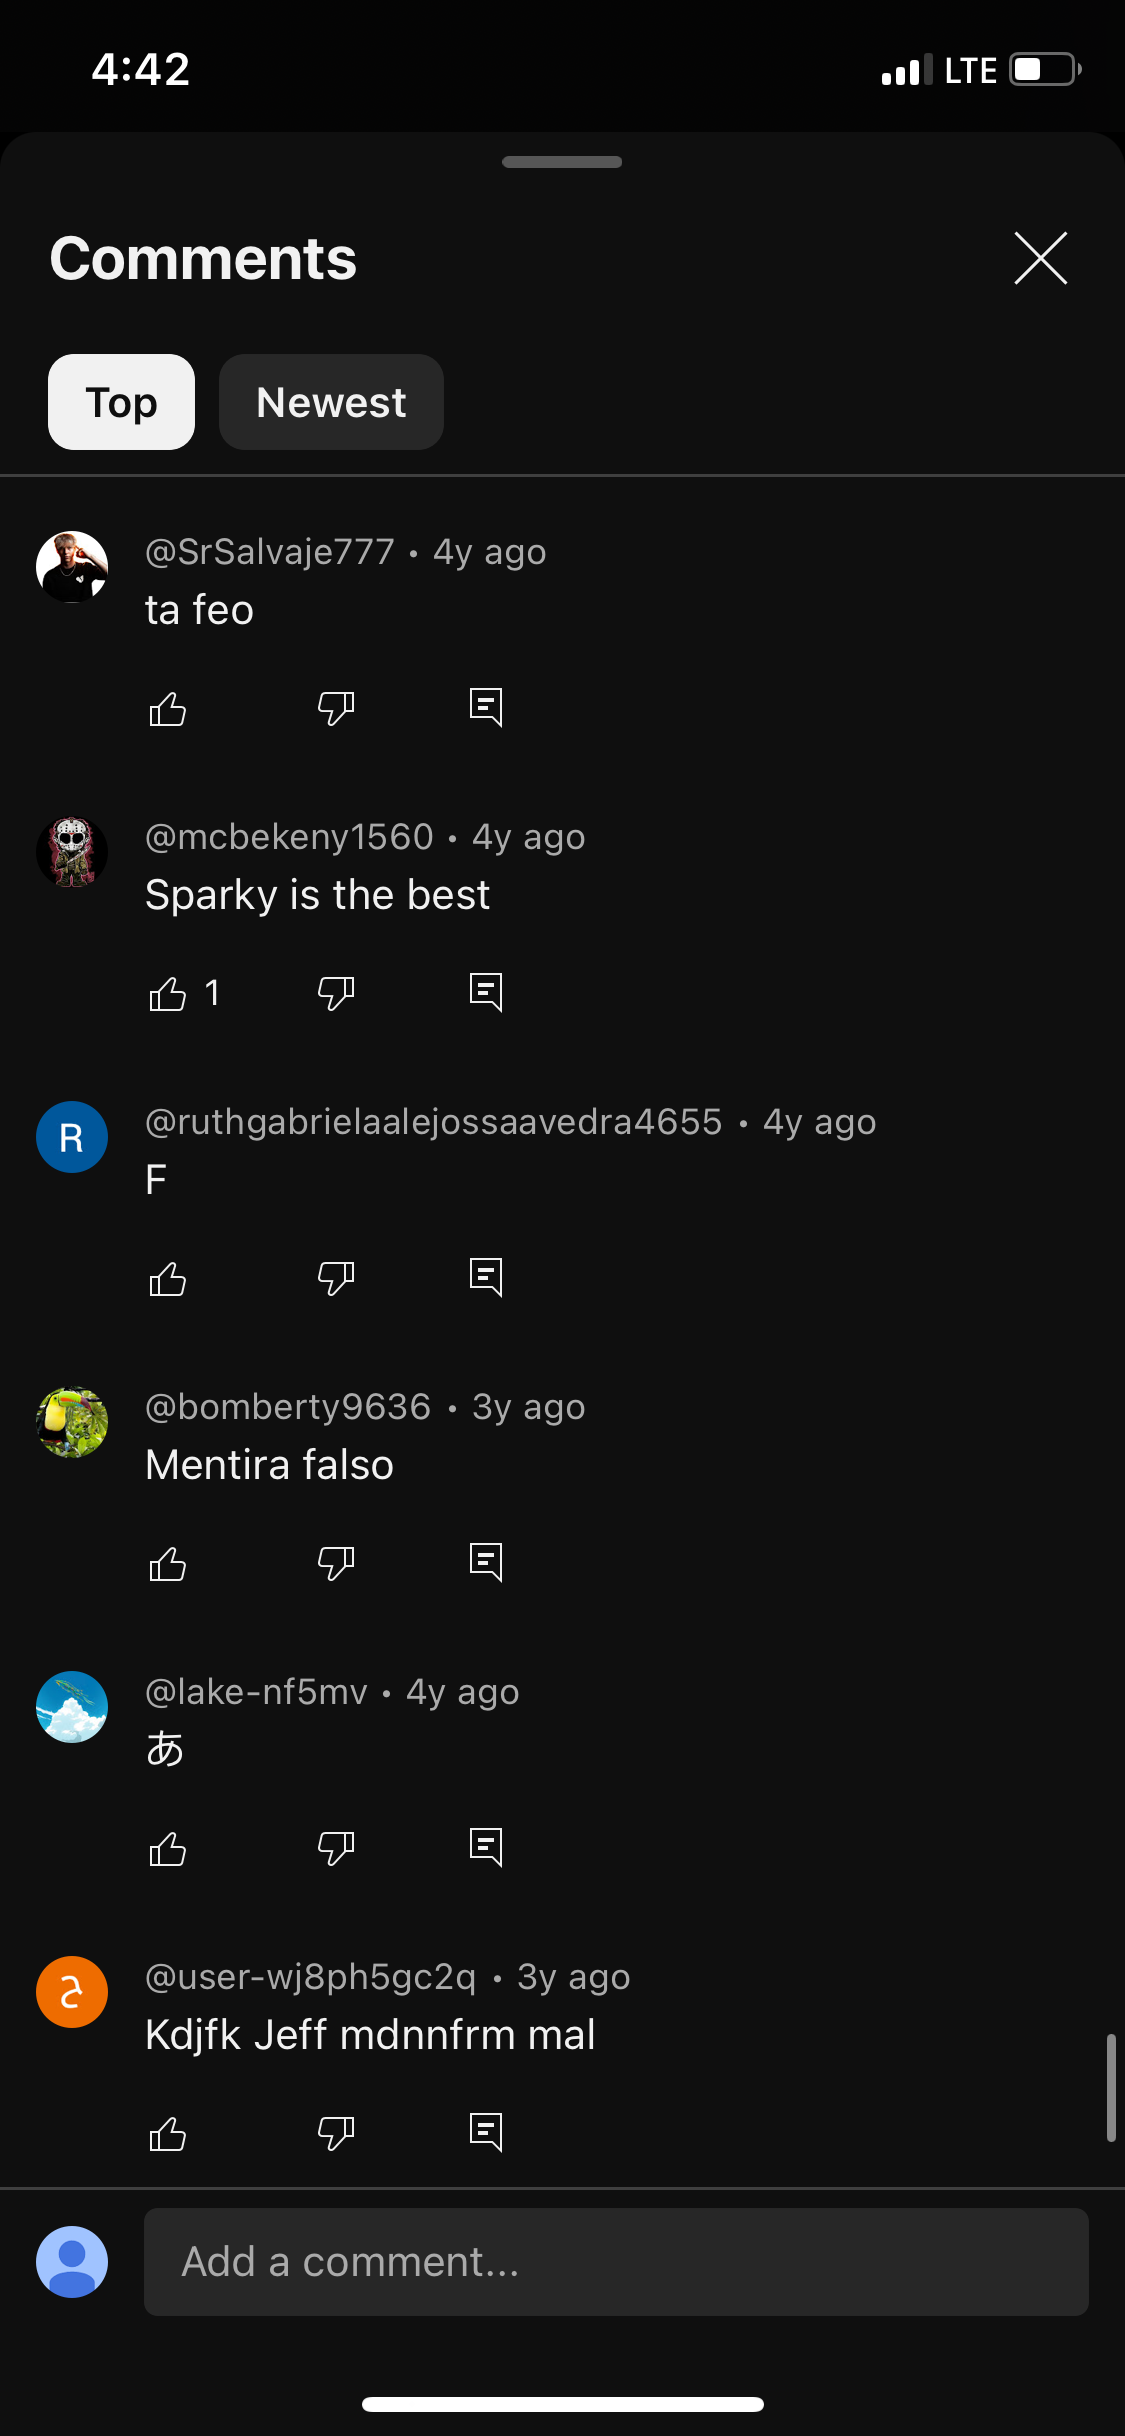 4:42
LTE
Comments
Top
Newest
@SrSalvaje777 • 4y ago
ta feo
@mcbekeny1560 • 4y ago
Sparky is the best
1
R
@ruthgabrielaalejossaavedra4655 • 4y ago
F
@bomberty9636 • 3y ago
Mentira falso
@lake-nf5mv • 4y ago
あ
@user-wj8ph5gc2q • 3y ago
Kdjfk Jeff mdnnfrm mal
Add a comment...